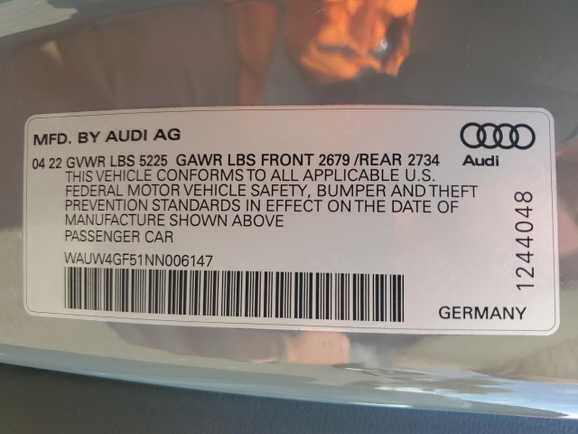 MFD. BY AUDI AG
04 22 GVWR LBS 5225 GAWR LBS FRONT 2679 /REAR 2734
THIS VEHICLE CONFORMS TO ALL APPLICABLE U.S.
FEDERAL MOTOR VEHICLE SAFETY, BUMPER AND THEFT
PREVENTION STANDARDS IN EFFECT ON THE DATE OF
MANUFACTURE SHOWN ABOVE
PASSENGER CAR
WAUW4GF51NN006147
Audi
1244048
GERMANY